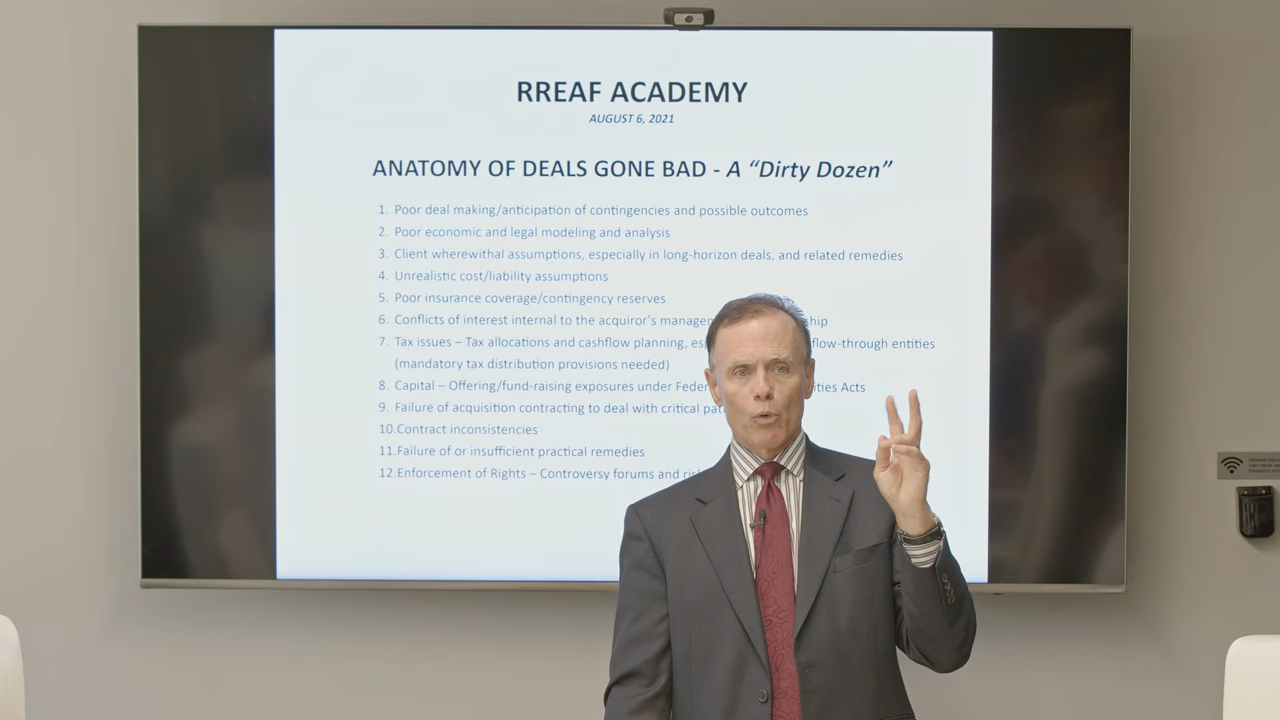 RREAF ACADEMY
AUGUST 6, 2021
ANATOMY OF DEALS GONE BAD - A “Dirty Dozen”
1. Poor deal making/anticipation of contingencies and possible outcomes
2. Poor economic and legal modeling and analysis
3. Client wherewithal assumptions, especially in long-horizon deals, and related remedies
4. Unrealistic cost/liability assumptions
5. Poor insurance coverage/contingency reserves
6. Conflicts of interest internal to the acquiror’s
7. Tax issues – Tax allocations and cashflow planning, flow-through entities
(mandatory tax distribution provisions needed)
8. Capital – Offering/fund-raising exposures under Acts
9. Failure of acquisition contracting to deal with critical
10.Contract inconsistencies
11.Failure of or insufficient practical remedies
12.Enforcement of Rights – Controversy forums and